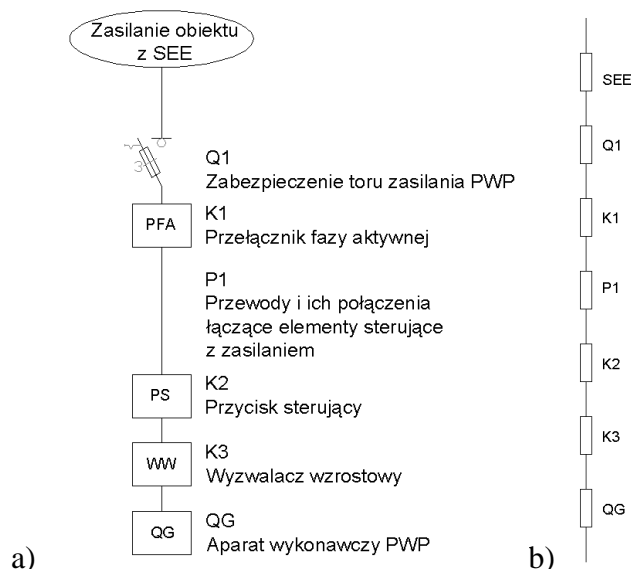 Zasilanie obiektu
z SEE
3
Q1
Zabezpieczenie toru zasilania PWP
PFA
K1
Przełącznik fazy aktywnej
P1
Przewody i ich połączenia
łączące elementy sterujące
z zasilaniem
PS
K2
Przycisk sterujący
WW
K3
Wyzwalacz wzrostowy
QG
QG
Aparat wykonawczy PWP
a)
SEE
Q1
K1
P1
K2
K3
QG
b)